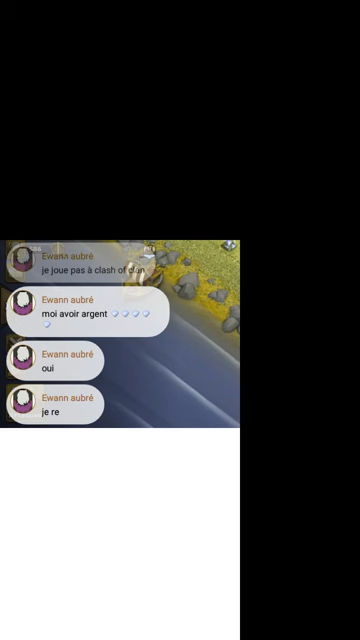 Ewann aubré
je joue pas à clash of clan
Ewann aubré
moi avoir argent 💎💎💎💎
💎
Ewann aubré
oui
Ewann aubré
je re